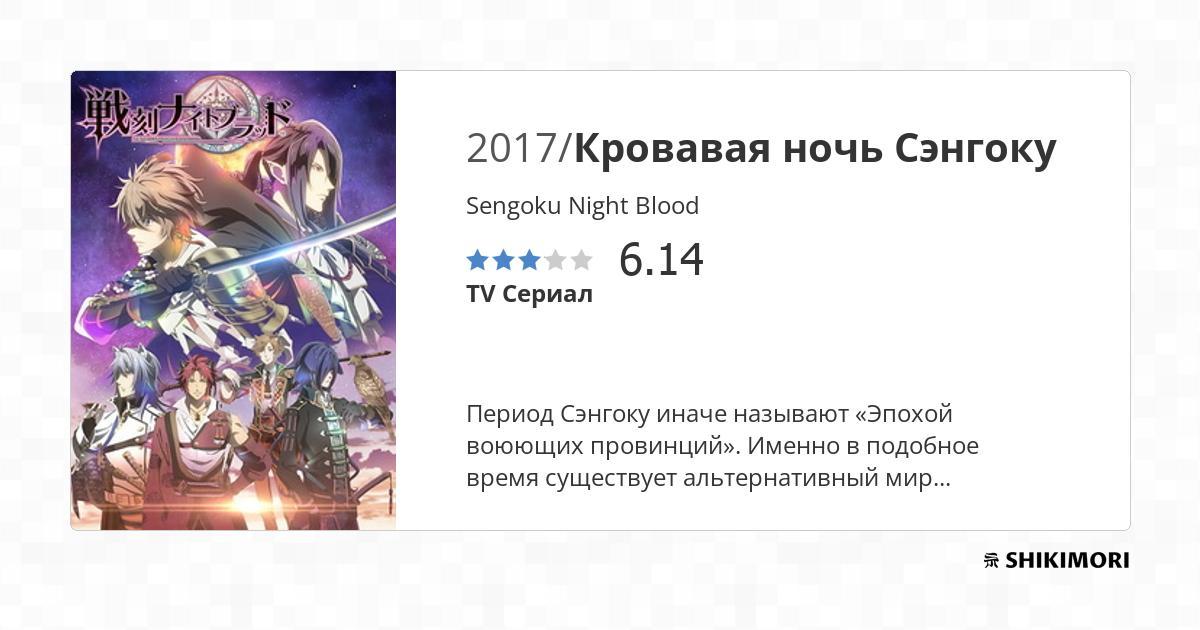 戦刻ナイトブラッド
2017/Кровавая ночь Сэнгоку
Sengoku Night Blood
6.14
TV Сериал
Период Сэнгоку иначе называют «Эпохой
воюющих провинций». Именно в подобное
время существует альтернативный мир...
SHIKIMORI